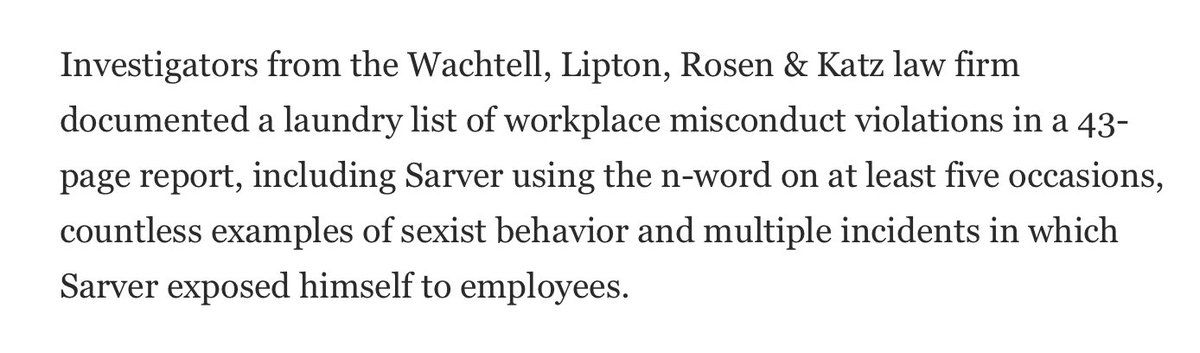 Investigators from the Wachtell, Lipton, Rosen & Katz law firm
documented a laundry list of workplace misconduct violations in a 43-
page report, including Sarver using the n-word on at least five occasions,
countless examples of sexist behavior and multiple incidents in which
Sarver exposed himself to employees.